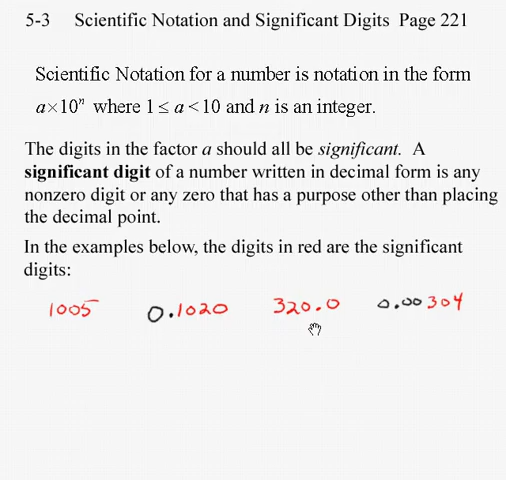 5-3 Scientific Notation and Significant Digits Page 221
Scientific Notation for a number is notation in the form
a×10ⁿ where 1 ≤ a < 10 and n is an integer.
The digits in the factor a should all be significant. A
significant digit of a number written in decimal form is any
nonzero digit or any zero that has a purpose other than placing
the decimal point.
In the examples below, the digits in red are the significant
digits:
1005 0.1020 320.0 0.00304